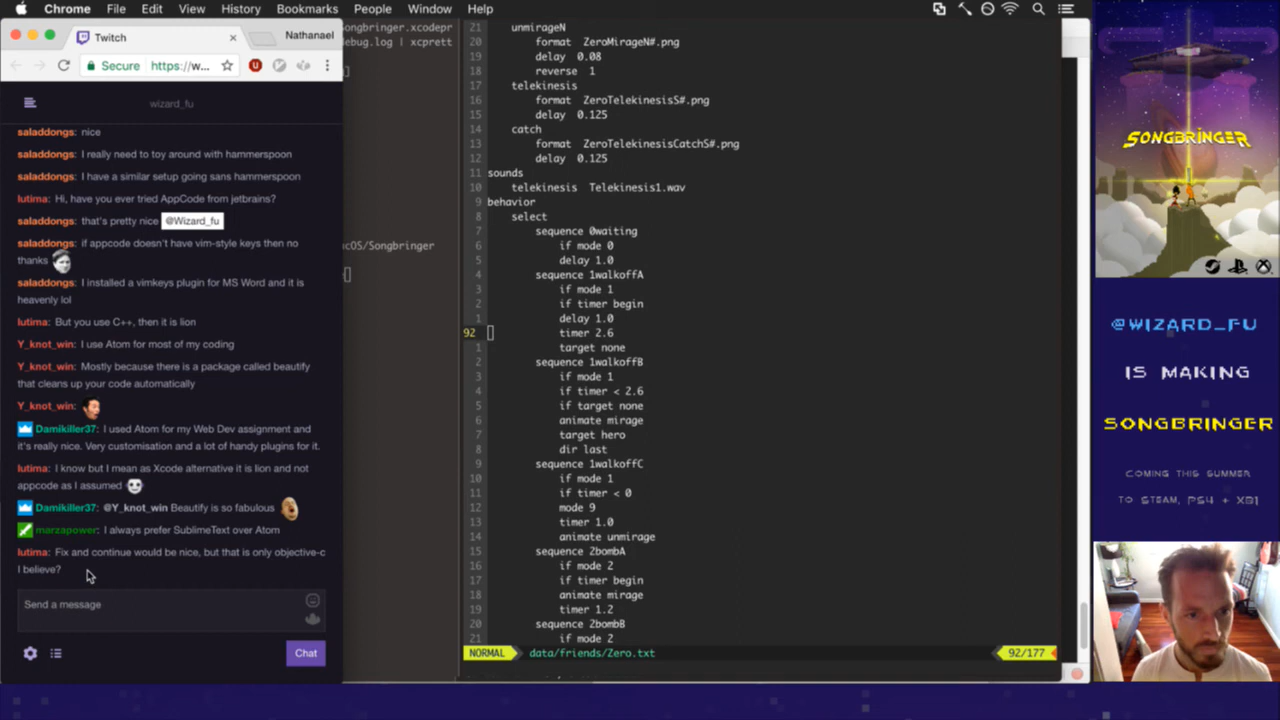 Chrome File Edit View History Bookmarks People Window Help
Twitch
Nathanael
Secure https://w...
wizard_fu
saladdongs: nice
saladdongs: I really need to toy around with hammerspoon
saladdongs: I have a similar setup going sans hammerspoon
lutima: Hi, have you ever tried AppCode from jetbrains?
saladdongs: that's pretty nice @Wizard_fu
saladdongs: if appcode doesn't have vim-style keys then no
thanks
saladdongs: I installed a vimkeys plugin for MS Word and it is
heavenly lol
lutima: But you use C++, then it is lion
Y_knot_win: I use Atom for most of my coding
Y_knot_win: Mostly because there is a package called beautify
that cleans up your code automatically
Y_knot_win:
Damikiller37: I used Atom for my Web Dev assignment and
it's really nice. Very customisation and a lot of handy plugins for it.
lutima: I know but I mean as Xcode alternative it is lion and not
appcode as I assumed
Damikiller37: @Y_knot_win Beautify is so fabulous
marzapower: I always prefer SublimeText over Atom
lutima: Fix and continue would be nice, but that is only objective-c
I believe?
Send a message
Chat
ongbringer.xcodepr
ebug.log | xcprett
cOS/Songbringer
21 unmirageN
20 format ZeroMirageN#.png
19 delay 0.08
18 reverse 1
17 telekinesis
16 format ZeroTelekinesisS#.png
15 delay 0.125
14 catch
13 format ZeroTelekinesisCatchS#.png
12 delay 0.125
11 sounds
10 telekinesis Telekinesis1.wav
9 behavior
8 select
7 sequence 0waiting
6 if mode 0
5 delay 1.0
4 sequence 1walkoffA
3 if mode 1
2 if timer begin
1 delay 1.0
92 timer 2.6
1 target none
2 sequence 1walkoffB
3 if mode 1
4 if timer < 2.6
5 if target none
6 animate mirage
7 target hero
8 dir last
9 sequence 1walkoffC
10 if mode 1
11 if timer < 0
12 mode 9
13 timer 1.0
14 animate unmirage
15 sequence 2bombA
16 if mode 2
17 if timer begin
18 animate mirage
19 timer 1.2
20 sequence 2bombB
21 if mode 2
NORMAL data/friends/Zero.txt 92/177
SONGBRINGER
@WIZARD_FU
IS MAKING
SONGBRINGER
COMING THIS SUMMER
TO STEAM, PS4 + XB1